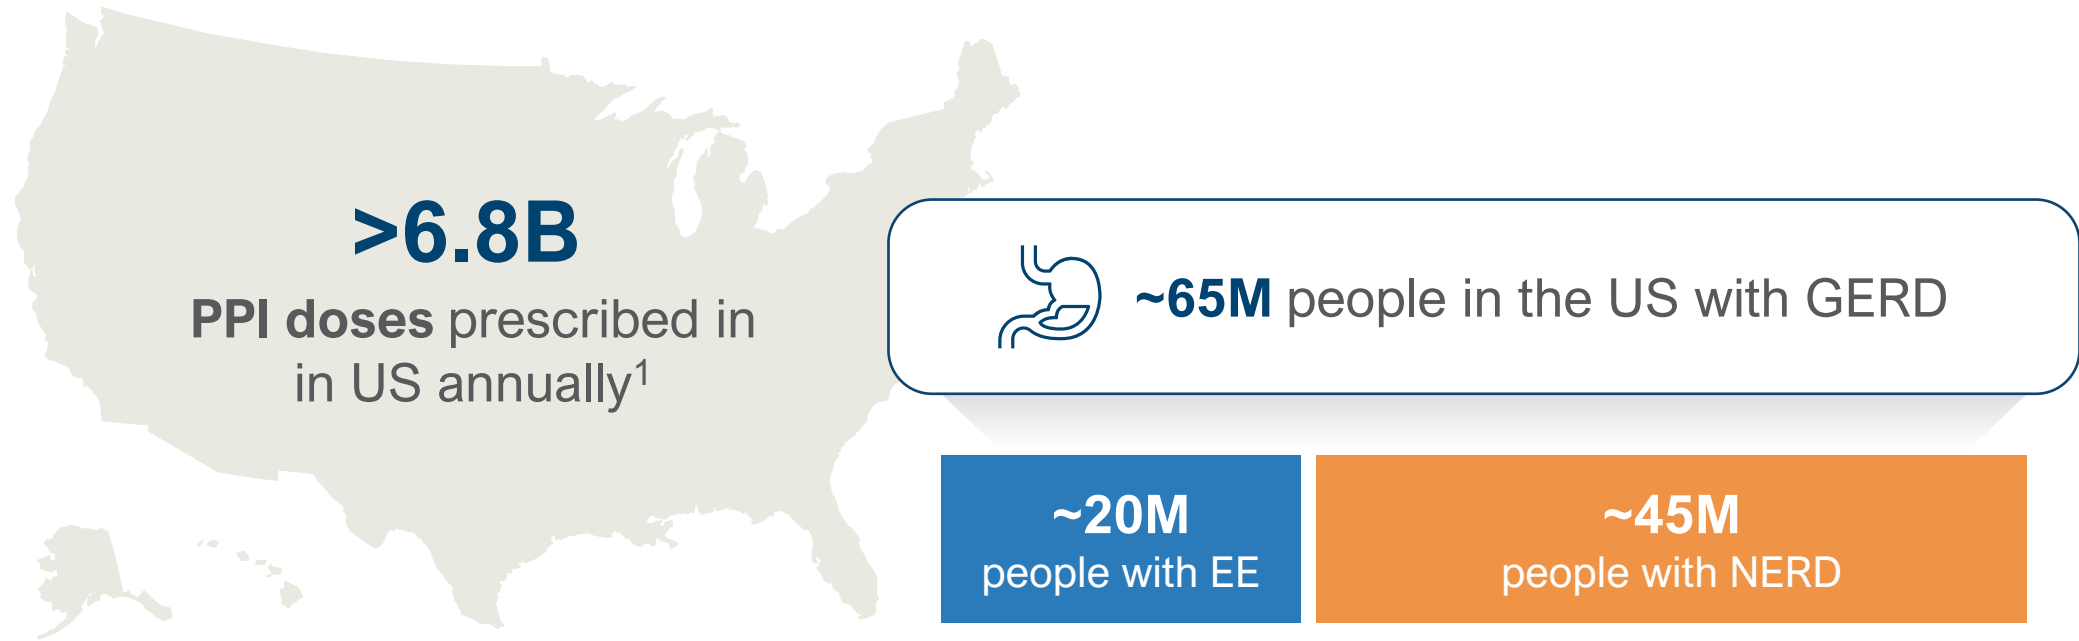 >6.8B
PPI doses prescribed in
in US annually¹
~65M people in the US with GERD
~20M
people with EE
~45M
people with NERD